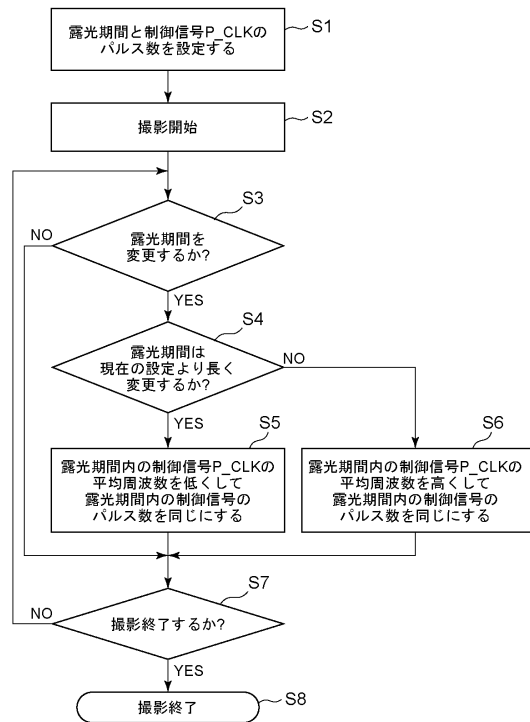 露光期間と制御信号P_CLKの
パルス数を設定する
S1
撮影開始
S2
S3
露光期間を
変更するか?
NO
YES
S4
露光期間は
現在の設定より長く
変更するか?
NO
YES
S5
露光期間内の制御信号P_CLKの
平均周波数を低くして
露光期間内の制御信号の
パルス数を同じにする
S6
露光期間内の制御信号P_CLKの
平均周波数を高くして
露光期間内の制御信号の
パルス数を同じにする
S7
撮影終了するか?
NO
YES
撮影終了
S8